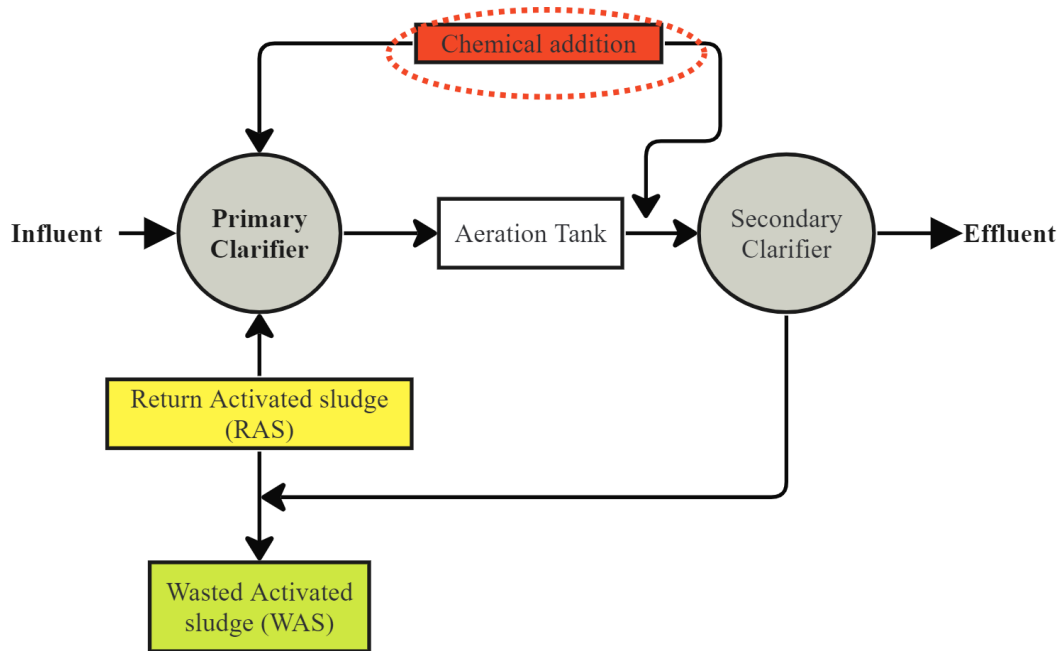 Chemical addition
Influent
Primary
Clarifier
Aeration Tank
Secondary
Clarifier
Effluent
Return Activated sludge
(RAS)
Wasted Activated
sludge (WAS)